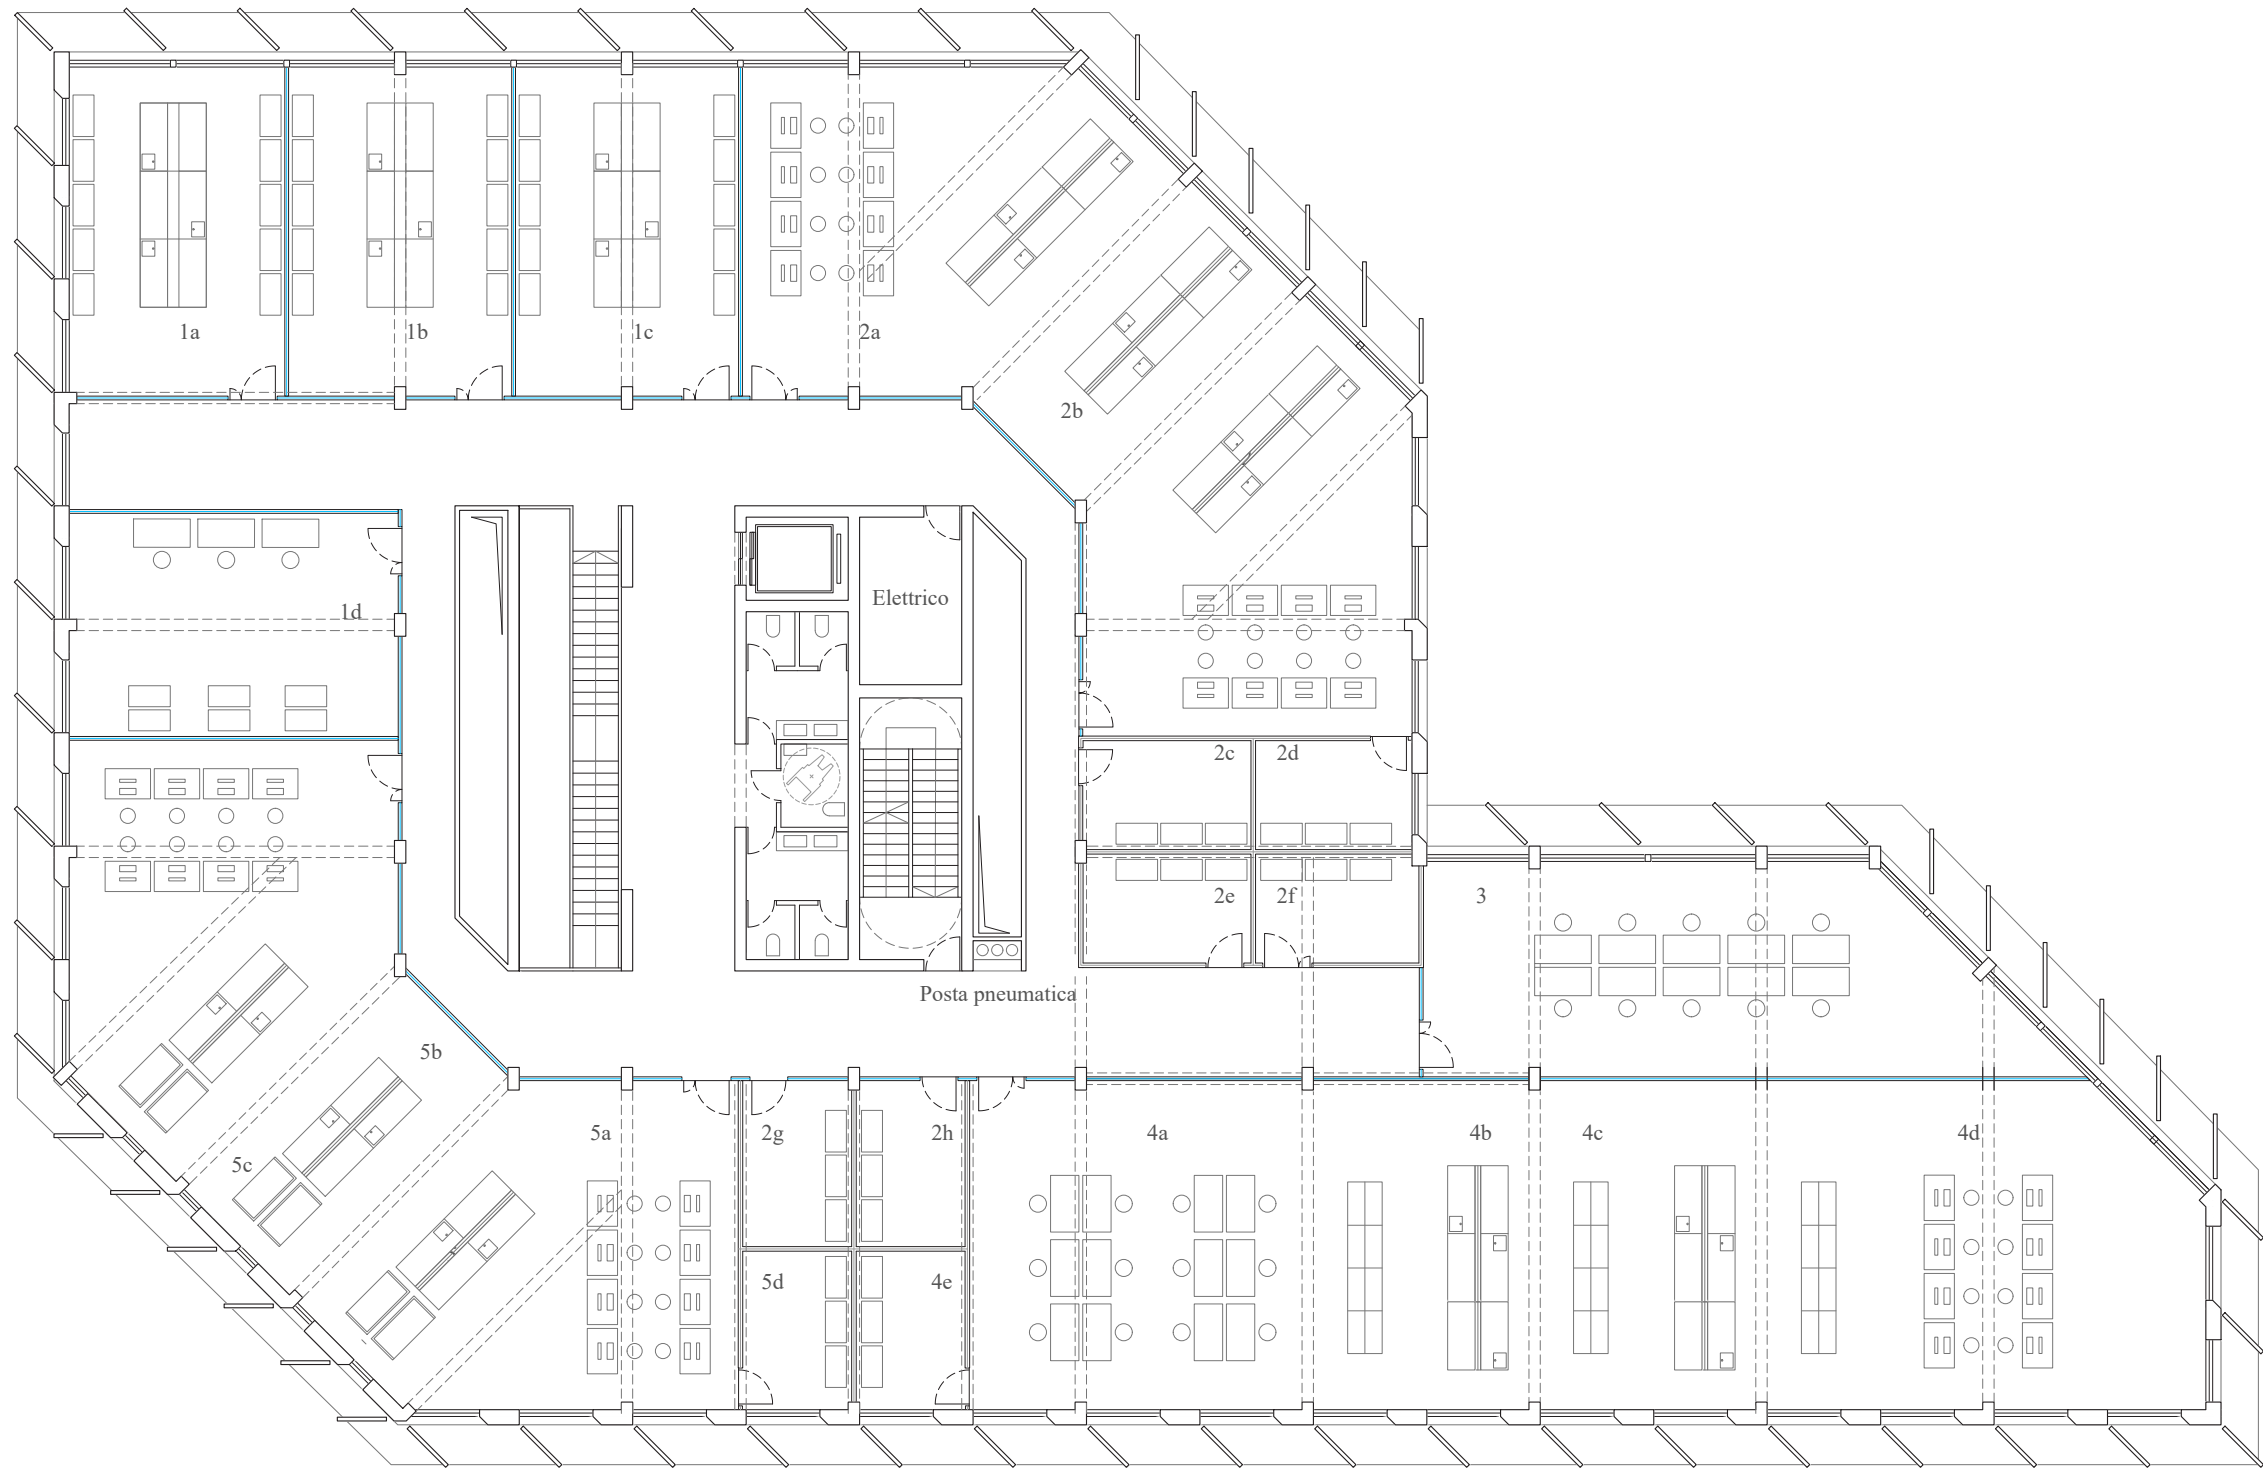 1a
1b
1c
2a
2b
Elettrico
1d
2c
2d
2e
2f
3
Posta pneumatica
5b
5a
2g
2h
4a
4b
4c
4d
5c
5d
4e